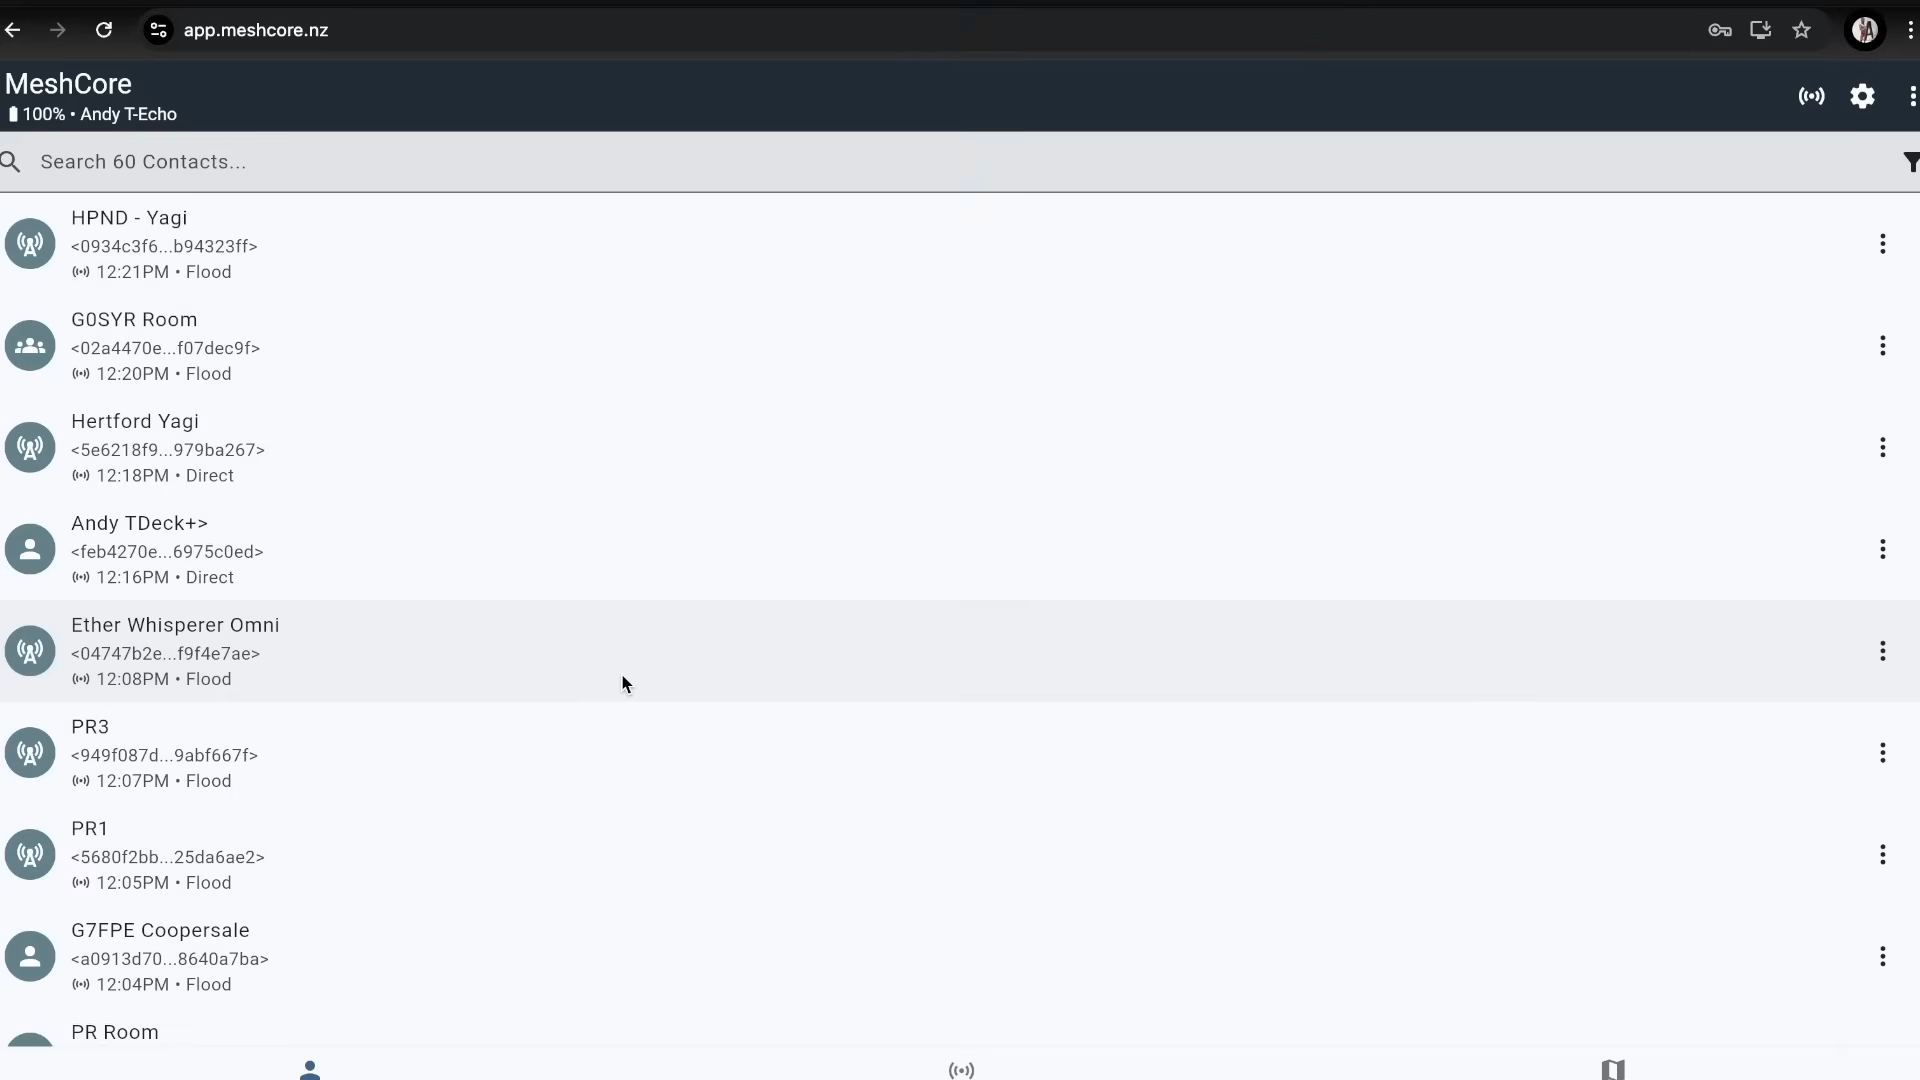 app.meshcore.nz
MeshCore
100% • Andy T-Echo
Search 60 Contacts...
HPND - Yagi
<0934c3f6...b94323ff>
12:21PM • Flood
G0SYR Room
<02a4470e...f07dec9f>
12:20PM • Flood
Hertford Yagi
<5e6218f9...979ba267>
12:18PM • Direct
Andy TDeck+>
<feb4270e...6975c0ed>
12:16PM • Direct
Ether Whisperer Omni
<04747b2e...f9f4e7ae>
12:08PM • Flood
PR3
<949f087d...9abf667f>
12:07PM • Flood
PR1
<5680f2bb...25da6ae2>
12:05PM • Flood
G7FPE Coopersale
<a0913d70...8640a7ba>
12:04PM • Flood
PR Room